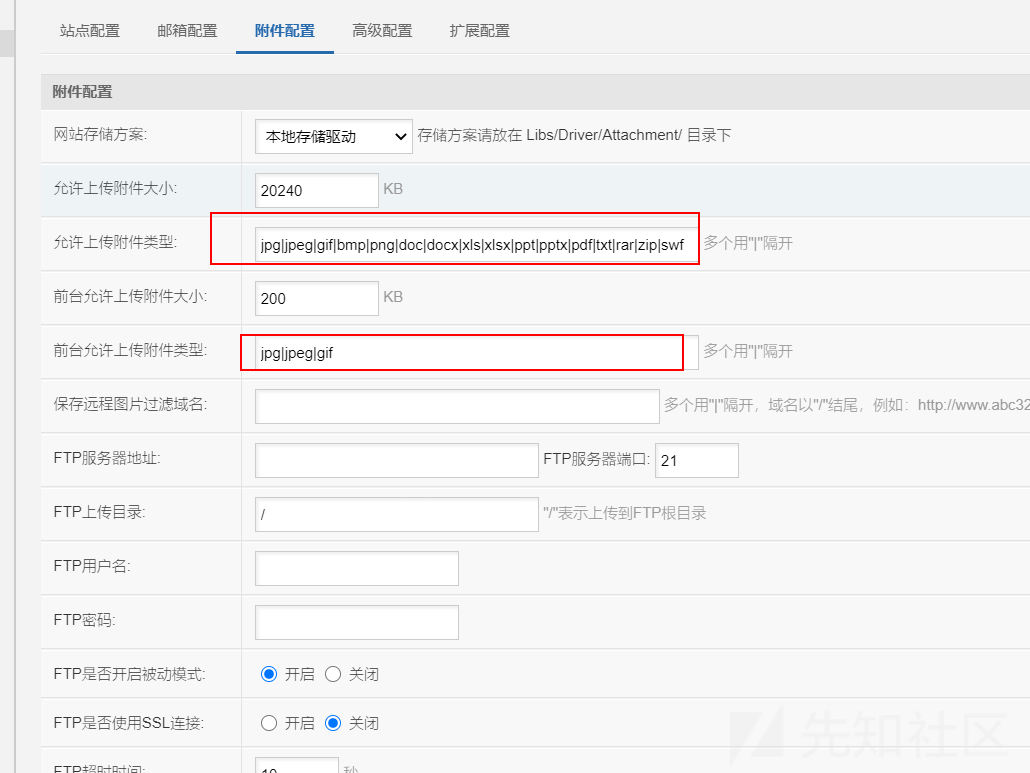 站点配置 邮箱配置 附件配置 高级配置 扩展配置
附件配置
网站存储方案: 本地存储驱动 存储方案请放在 Libs/Driver/Attachment/ 目录下
允许上传附件大小: 20240 KB
允许上传附件类型: jpg|jpeg|gif|bmp|png|doc|docx|xls|xlsx|ppt|pptx|pdf|txt|rar|zip|swf 多个用"|"隔开
前台允许上传附件大小: 200 KB
前台允许上传附件类型: jpg|jpeg|gif 多个用"|"隔开
保存远程图片过滤域名: 多个用"|"隔开，域名以"/"结尾，例如：http://www.abc32
FTP服务器地址: FTP服务器端口: 21
FTP上传目录: / "/"表示上传到FTP根目录
FTP用户名:
FTP密码:
FTP是否开启被动模式: 开启 关闭
FTP是否使用SSL连接: 开启 关闭
FTP超时时间: 10 秒
先知社区